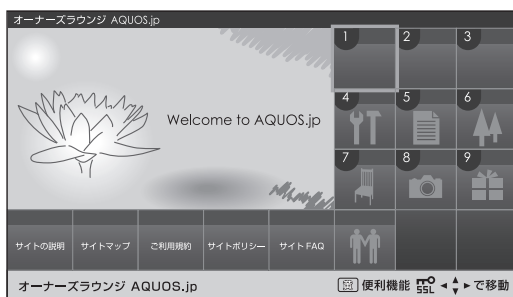 オーナーズラウンジ AQUOS.jp
1 2 3
Welcome to AQUOS.jp
4 5 6
7 8 9
サイトの説明 サイトマップ ご利用規約 サイトポリシー サイト FAQ
オーナーズラウンジ AQUOS.jp 便利機能 SSL で移動